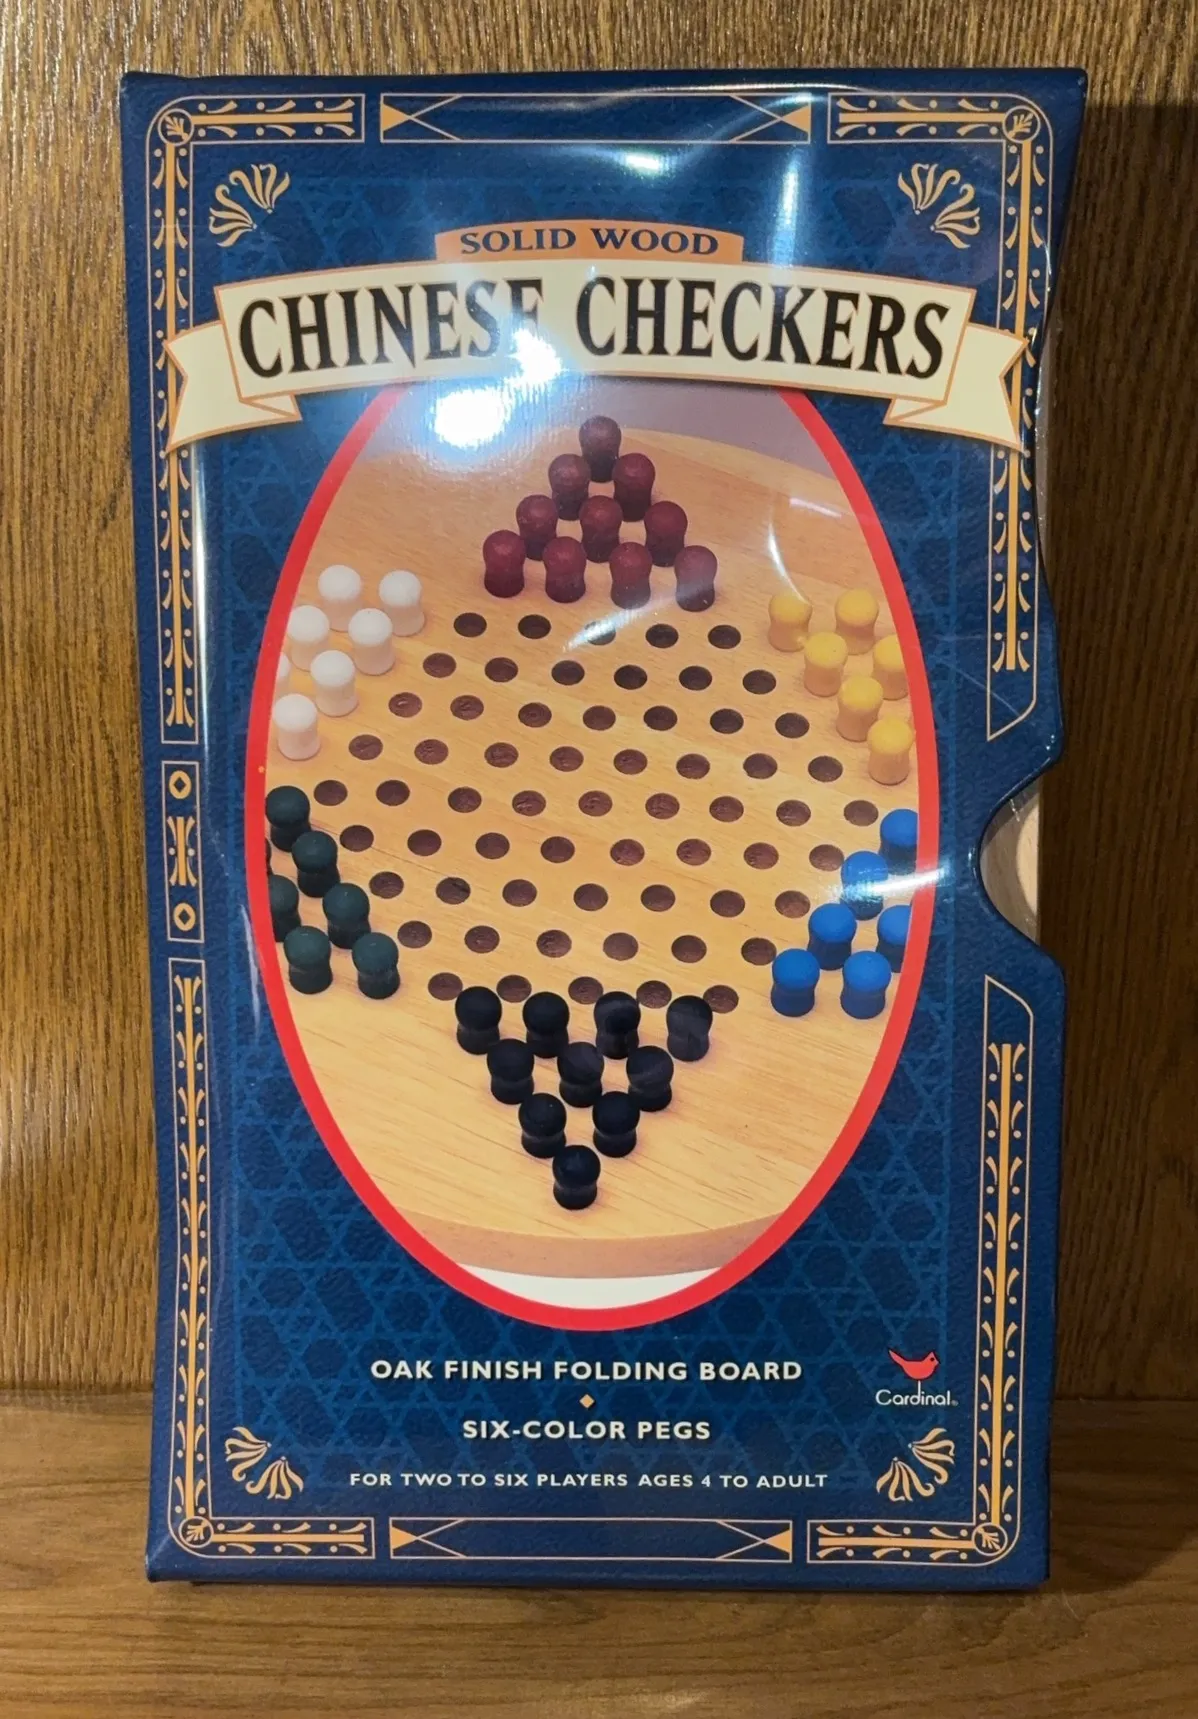 SOLID WOOD
CHINESE CHECKERS
OAK FINISH FOLDING BOARD
SIX-COLOR PEGS
Cardinal®
FOR TWO TO SIX PLAYERS AGES 4 TO ADULT